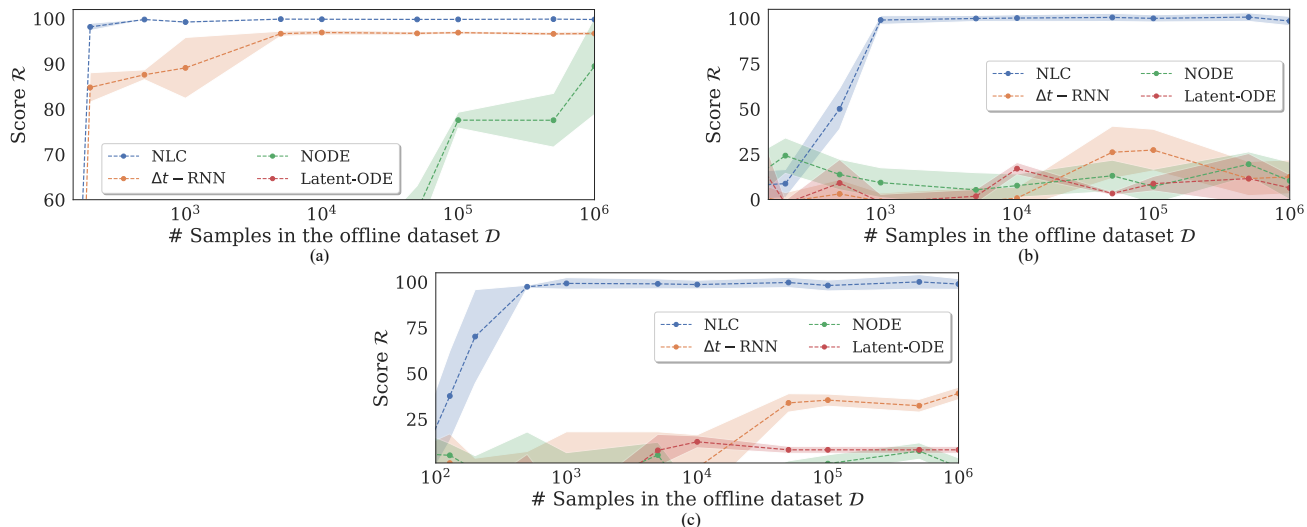 Score R
100
90
80
70
60
NLC
Δt − RNN
NODE
Latent-ODE
10³ 10⁴ 10⁵ 10⁶
# Samples in the offline dataset D
(a)
Score R
100
75
50
25
0
NLC
Δt − RNN
NODE
Latent-ODE
10³ 10⁴ 10⁵ 10⁶
# Samples in the offline dataset D
(b)
Score R
100
75
50
25
NLC
Δt − RNN
NODE
Latent-ODE
10² 10³ 10⁴ 10⁵ 10⁶
# Samples in the offline dataset D
(c)